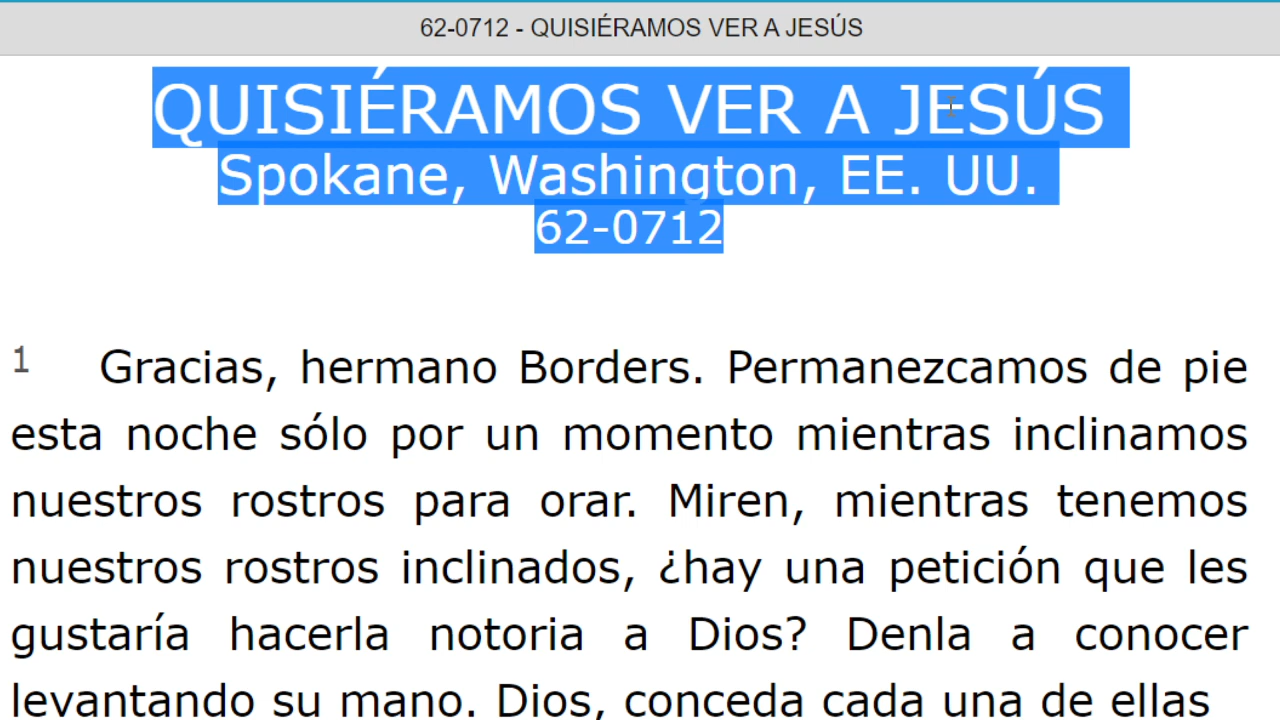 62-0712 - QUISIÉRAMOS VER A JESÚS
QUISIÉRAMOS VER A JESÚS
Spokane, Washington, EE. UU.
62-0712
1 Gracias, hermano Borders. Permanezcamos de pie
esta noche sólo por un momento mientras inclinamos
nuestros rostros para orar. Miren, mientras tenemos
nuestros rostros inclinados, ¿hay una petición que les
gustaría hacerla notoria a Dios? Denla a conocer
levantando su mano. Dios, conceda cada una de ellas